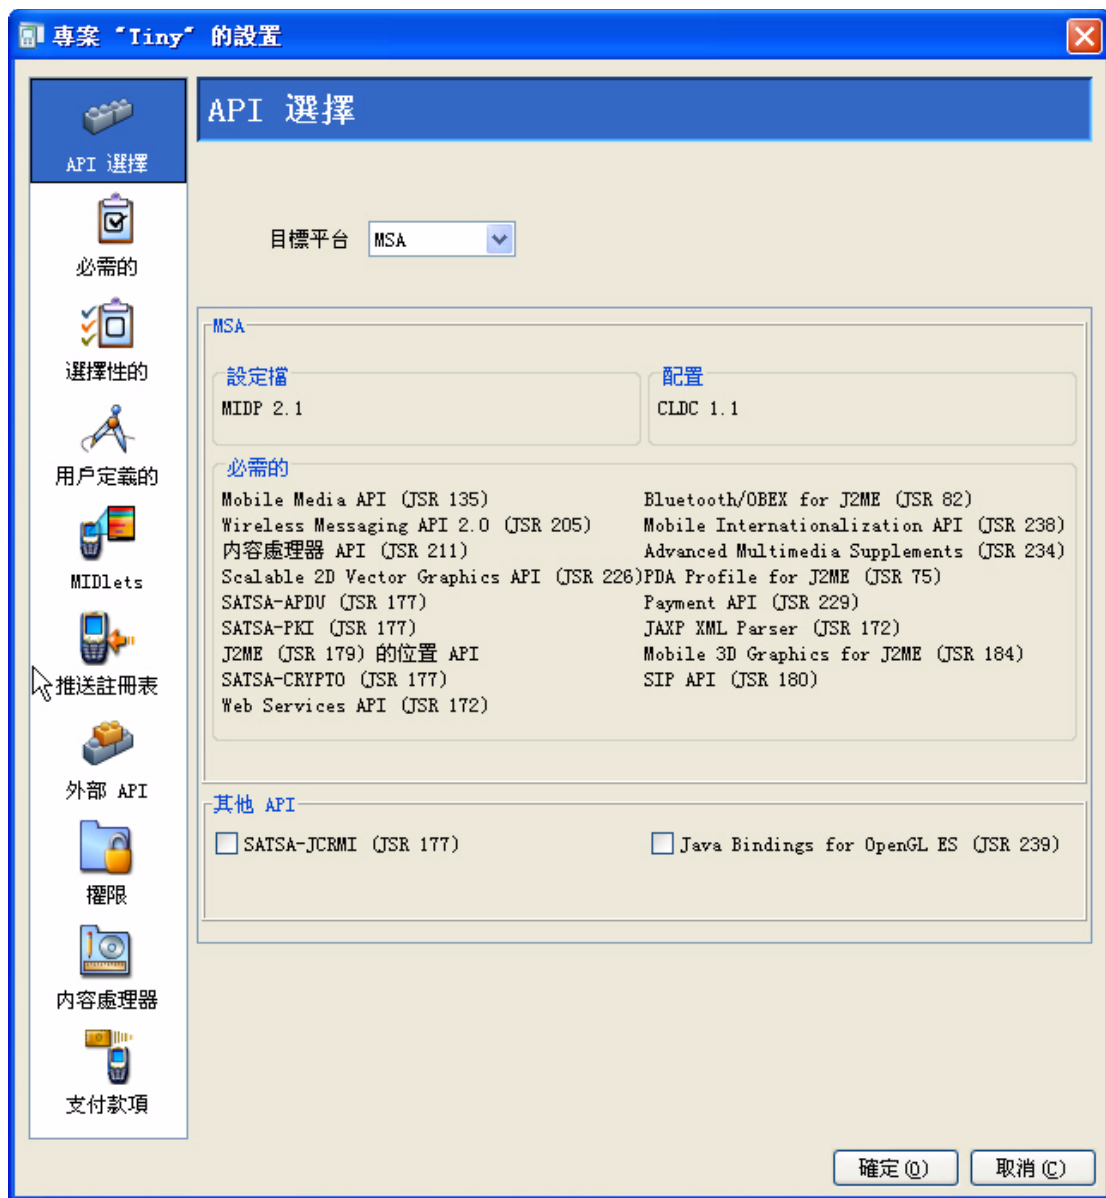 專案 "Tiny" 的設置
API 選擇
必需的
選擇性的
用戶定義的
MIDlets
推送註冊表
外部 API
權限
內容處理器
支付款項
API 選擇
目標平台 MSA
MSA
設定檔
MIDP 2.1
配置
CLDC 1.1
必需的
Mobile Media API (JSR 135) Bluetooth/OBEX for J2ME (JSR 82)
Wireless Messaging API 2.0 (JSR 205) Mobile Internationalization API (JSR 238)
內容處理器 API (JSR 211) Advanced Multimedia Supplements (JSR 234)
Scalable 2D Vector Graphics API (JSR 226) PDA Profile for J2ME (JSR 75)
SATSA-APDU (JSR 177) Payment API (JSR 229)
SATSA-PKI (JSR 177) JAXP XML Parser (JSR 172)
J2ME (JSR 179) 的位置 API Mobile 3D Graphics for J2ME (JSR 184)
SATSA-CRYPTO (JSR 177) SIP API (JSR 180)
Web Services API (JSR 172)
其他 API
SATSA-JCRMI (JSR 177) Java Bindings for OpenGL ES (JSR 239)
確定(O) 取消(C)